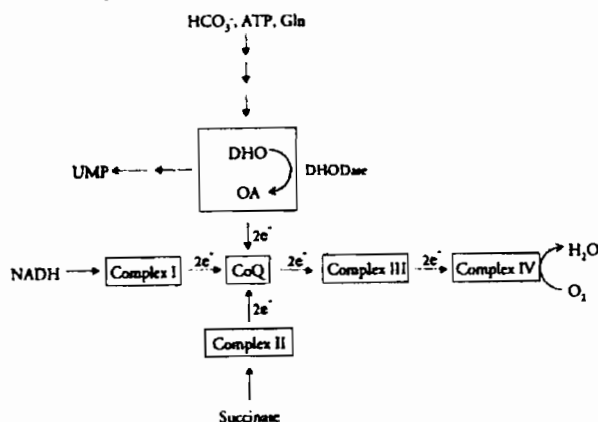 HCO₃⁻, ATP, Gln
DHO
DHODase
UMP
OA
2e⁻
NADH
Complex I
2e⁻
CoQ
2e⁻
Complex III
2e⁻
Complex IV
H₂O
O₂
2e⁻
Complex II
Succinase